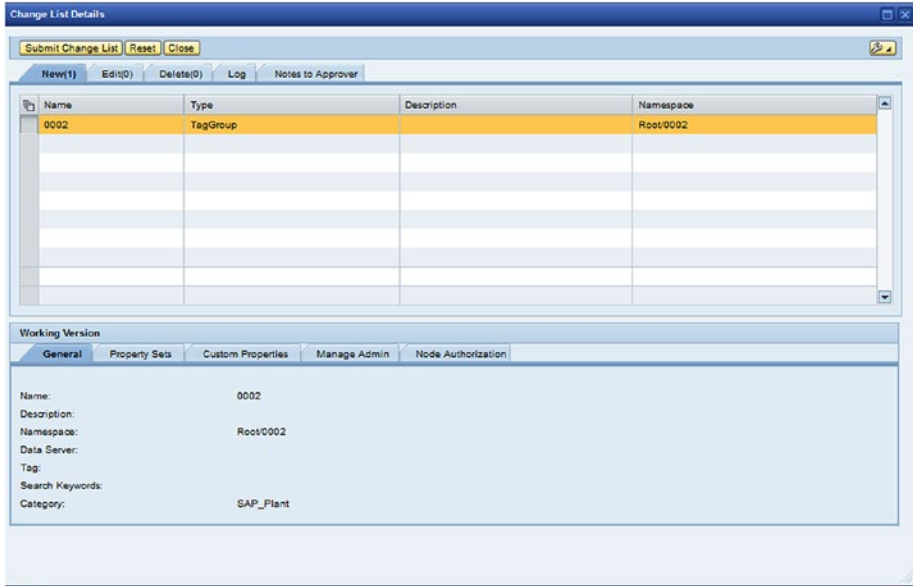 Change List Details
Submit Change List Reset Close
New(1) Edit(0) Delete(0) Log Notes to Approver
Name Type Description Namespace
0002 TagGroup Root/0002
Working Version
General Property Sets Custom Properties Manage Admin Node Authorization
Name: 0002
Description:
Namespace: Root/0002
Data Server:
Tag:
Search Keywords:
Category: SAP_Plant